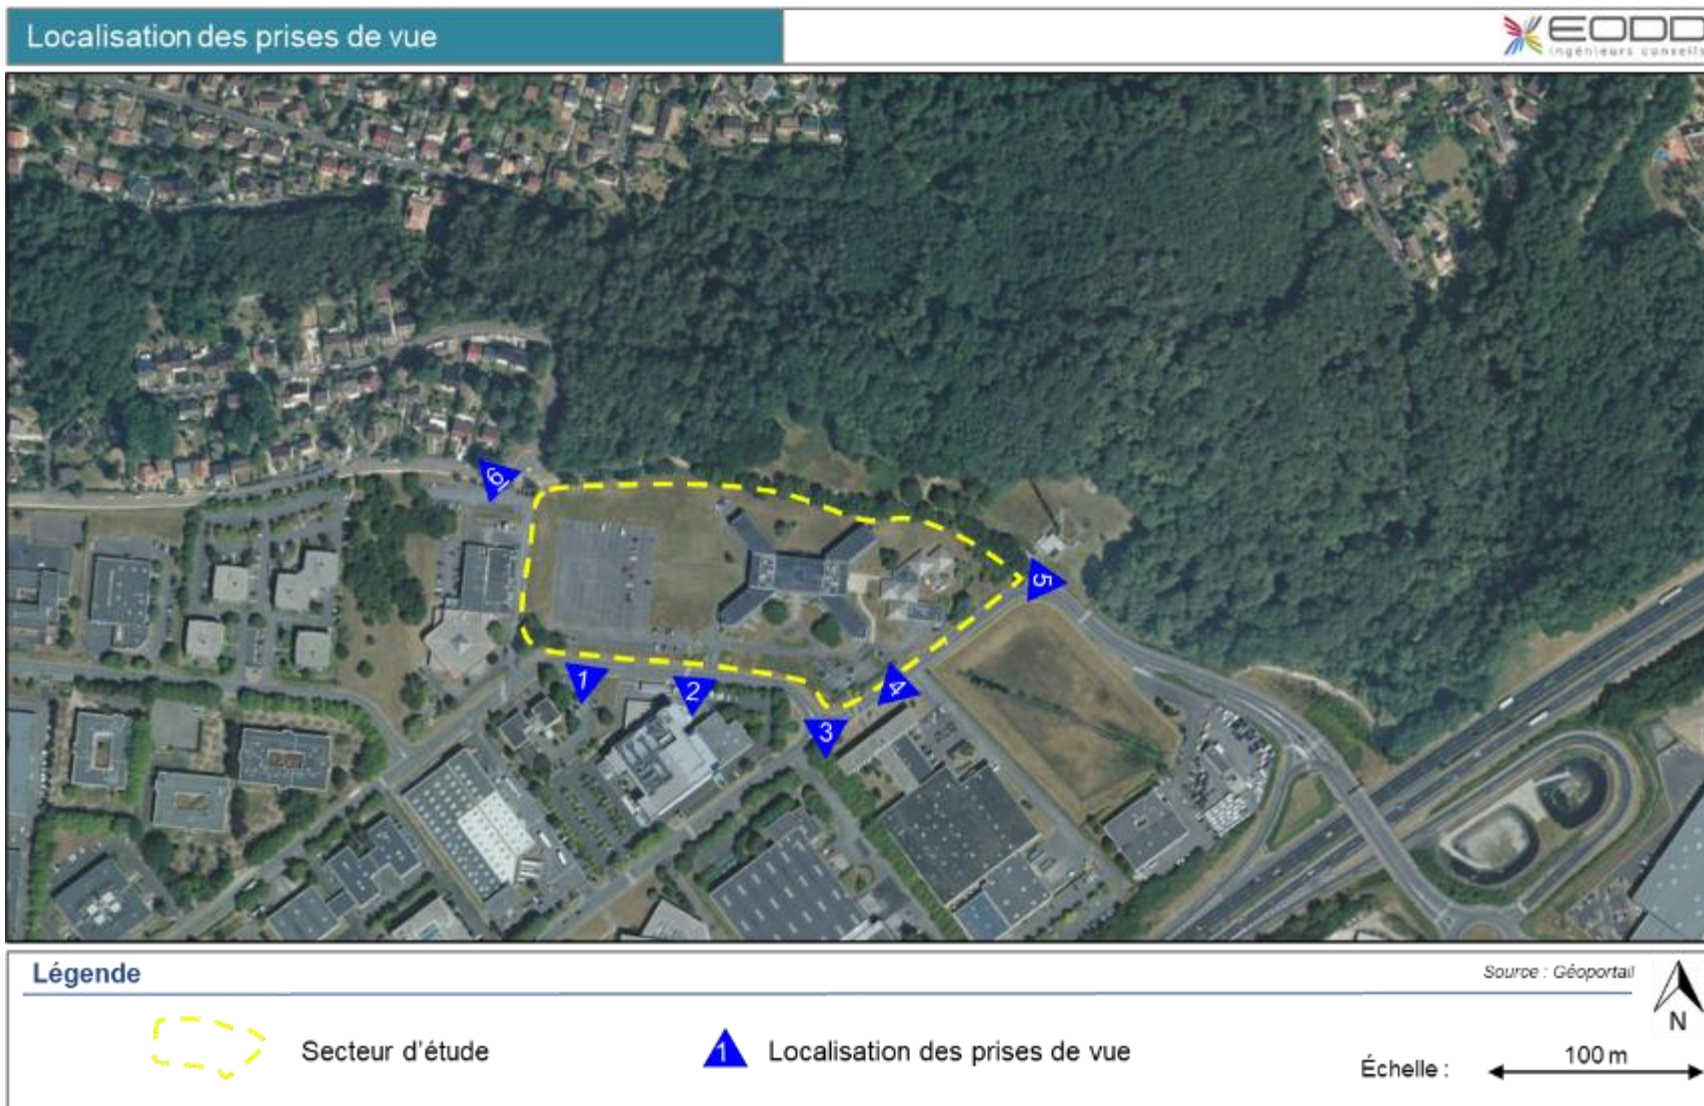 Localisation des prises de vue
EODD
ingénieurs conseils
6
1
2
3
4
5
Légende
Source : Géoportail
N
Secteur d'étude
1
Localisation des prises de vue
Échelle :
100 m